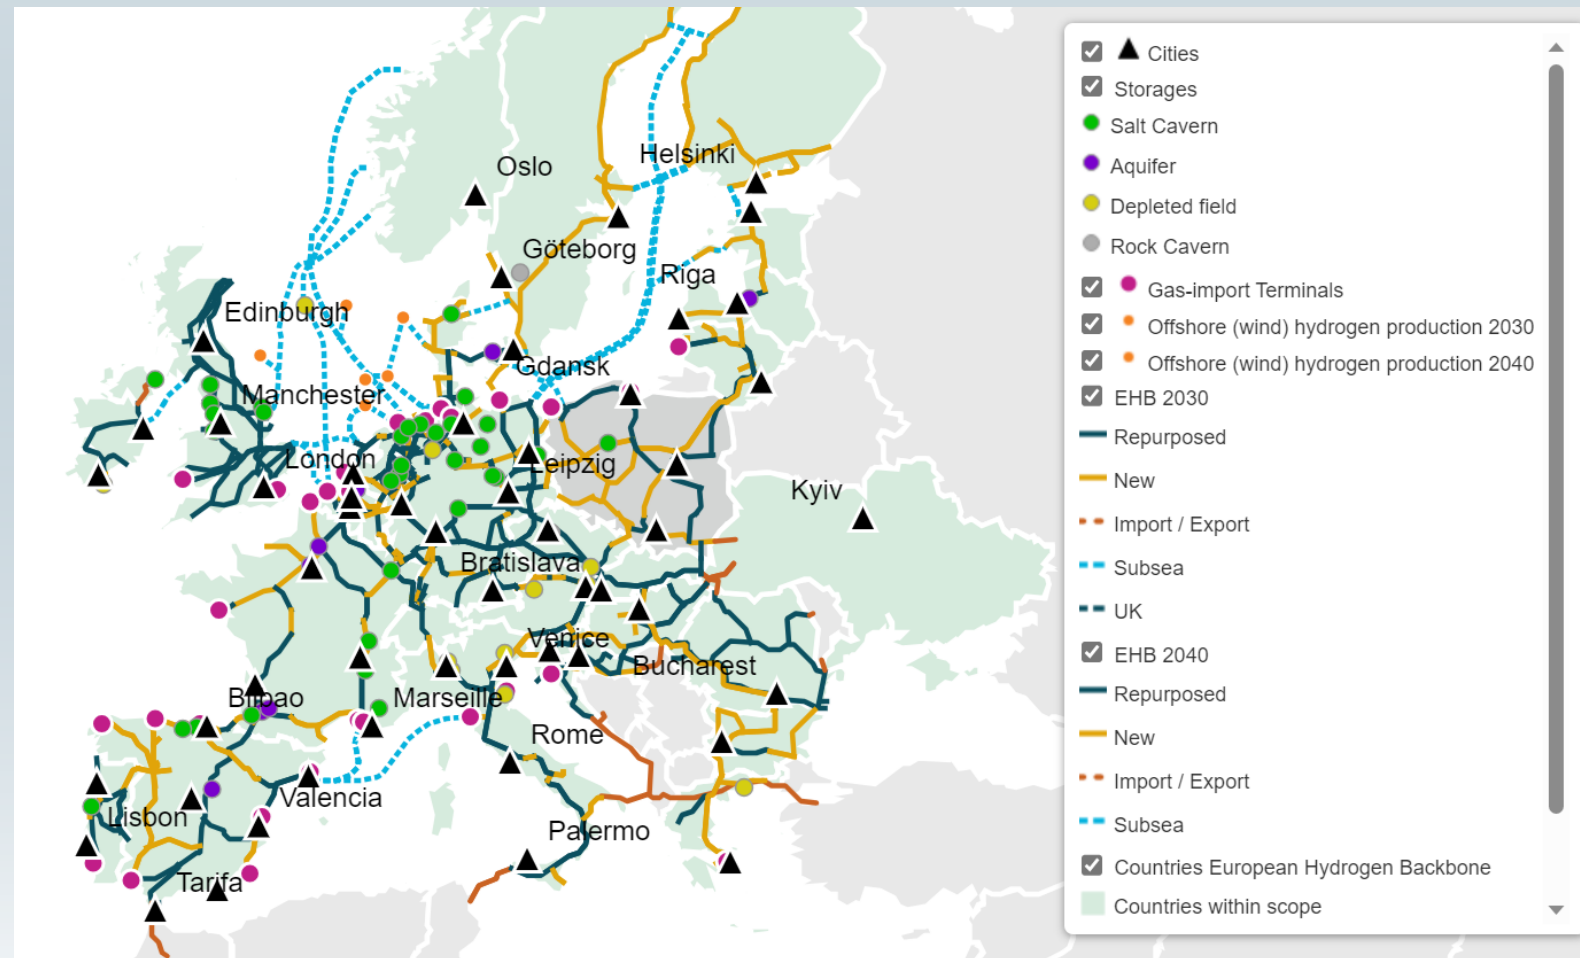 Oslo
Helsinki
Göteborg
Riga
Edinburgh
Gdansk
Manchester
London
Leipzig
Kyiv
Bratislava
Venice
Bucharest
Bilbao
Marseille
Rome
Valencia
Lisbon
Palermo
Tarifa
Cities
Storages
Salt Cavern
Aquifer
Depleted field
Rock Cavern
Gas-import Terminals
Offshore (wind) hydrogen production 2030
Offshore (wind) hydrogen production 2040
EHB 2030
Repurposed
New
Import / Export
Subsea
UK
EHB 2040
Repurposed
New
Import / Export
Subsea
Countries European Hydrogen Backbone
Countries within scope